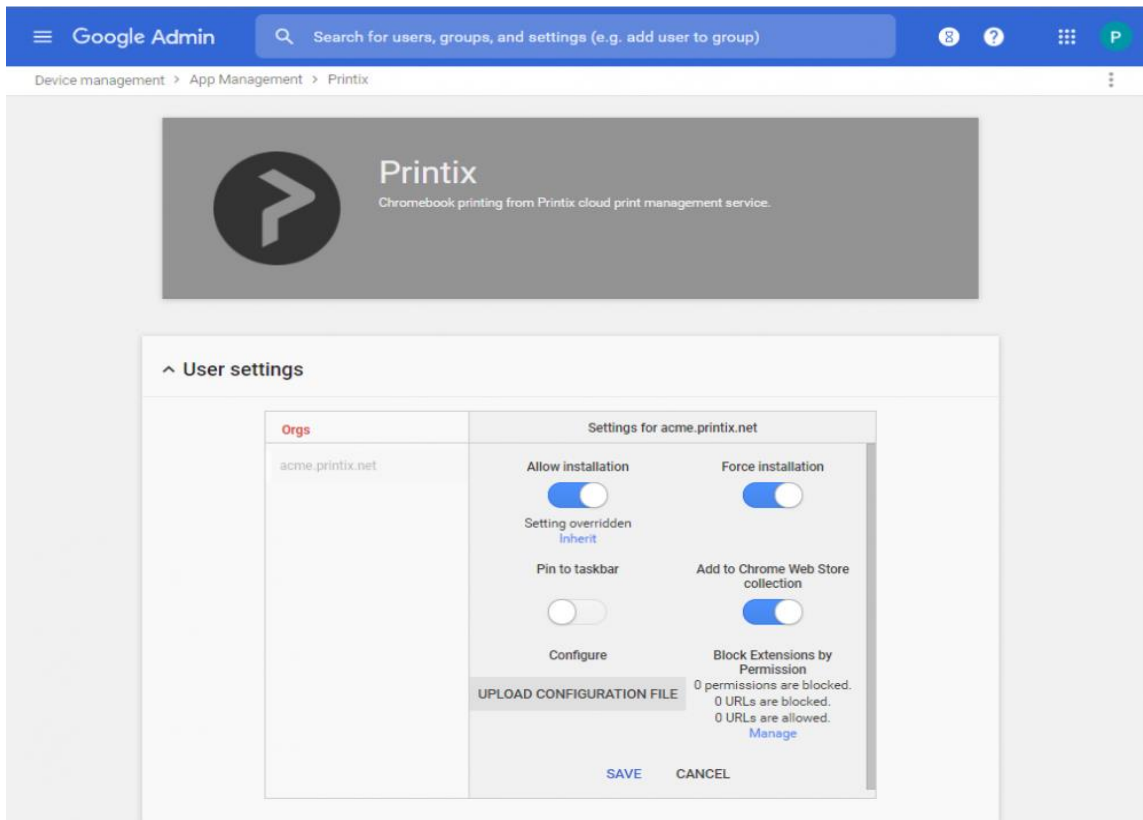 Google Admin
Search for users, groups, and settings (e.g. add user to group)
8 ? P
Device management > App Management > Printix
Printix
Chromebook printing from Printix cloud print management service.
User settings
Orgs
Settings for acme.printix.net
acme.printix.net
Allow installation
Force installation
Setting overridden
Inherit
Pin to taskbar
Add to Chrome Web Store
collection
Configure
UPLOAD CONFIGURATION FILE
Block Extensions by
Permission
0 permissions are blocked.
0 URLs are blocked.
0 URLs are allowed.
Manage
SAVE
CANCEL